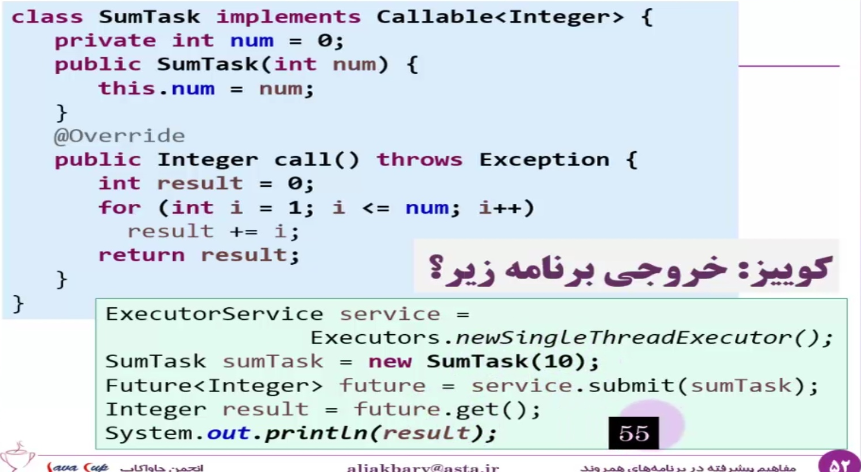 class SumTask implements Callable<Integer> {
private int num = 0;
public SumTask(int num) {
this.num = num;
}
@Override
public Integer call() throws Exception {
int result = 0;
for (int i = 1; i <= num; i++)
result += i;
return result;
}
}
کوییز: خروجی برنامه زیر؟
ExecutorService service =
Executors.newSingleThreadExecutor();
SumTask sumTask = new SumTask(10);
Future<Integer> future = service.submit(sumTask);
Integer result = future.get();
System.out.println(result);
55
Java Cup
انجمن جاواکاپ
aliakbary@asta.ir
مفاهیم پیشرفته در برنامه‌های همروند
۵۲